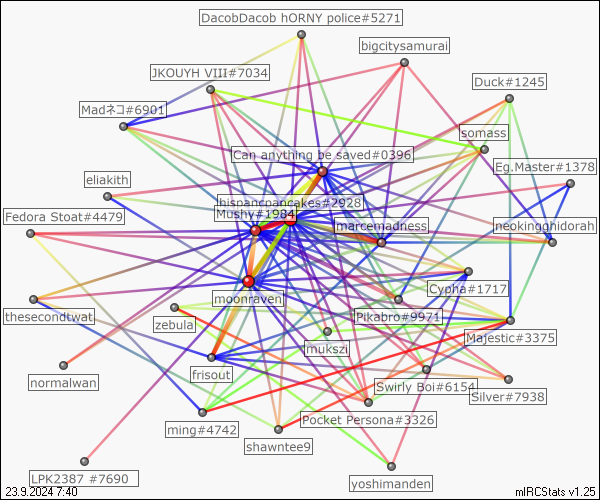 DacobDacob hORNY police#5271
bigcitysamurai
JKOUYH VIII#7034
Duck#1245
Madネコ#6901
somass
Can anything be saved#0396
Eg.Master#1378
eliakith
hispancpancakes#2928
Mushy#1984
Fedora Stoat#4479
marcemadness
neokingghidorah
Cypha#1717
moonraven
thesecondtwat
Pikabro#9971
zebula
Majestic#3375
mukszi
frisout
normalwan
Swirly Boi#6154
Silver#7938
Pocket Persona#3326
ming#4742
shawntee9
LPK2387 #7690
yoshimanden
23.9.2024 7:40
mIRCStats v1.25